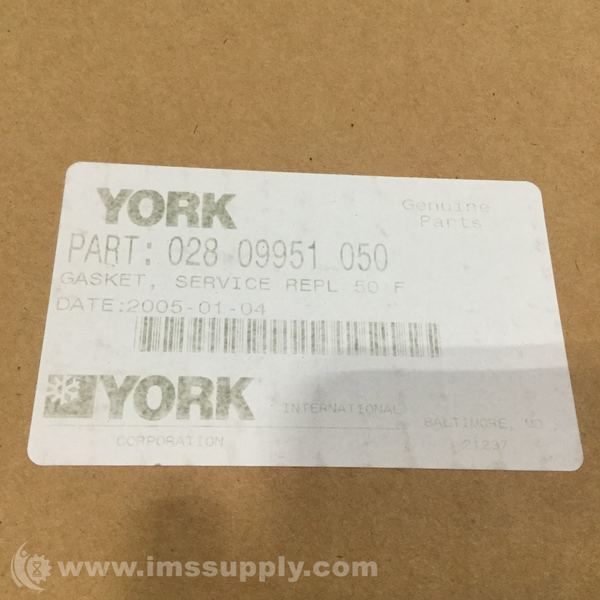 YORK
Genuine
Parts
PART: 028 09951 050
GASKET, SERVICE REPL 50 F
DATE:2005-01-04
YORK INTERNATIONAL
CORPORATION
BALTIMORE, MD
21237
www.imssupply.com